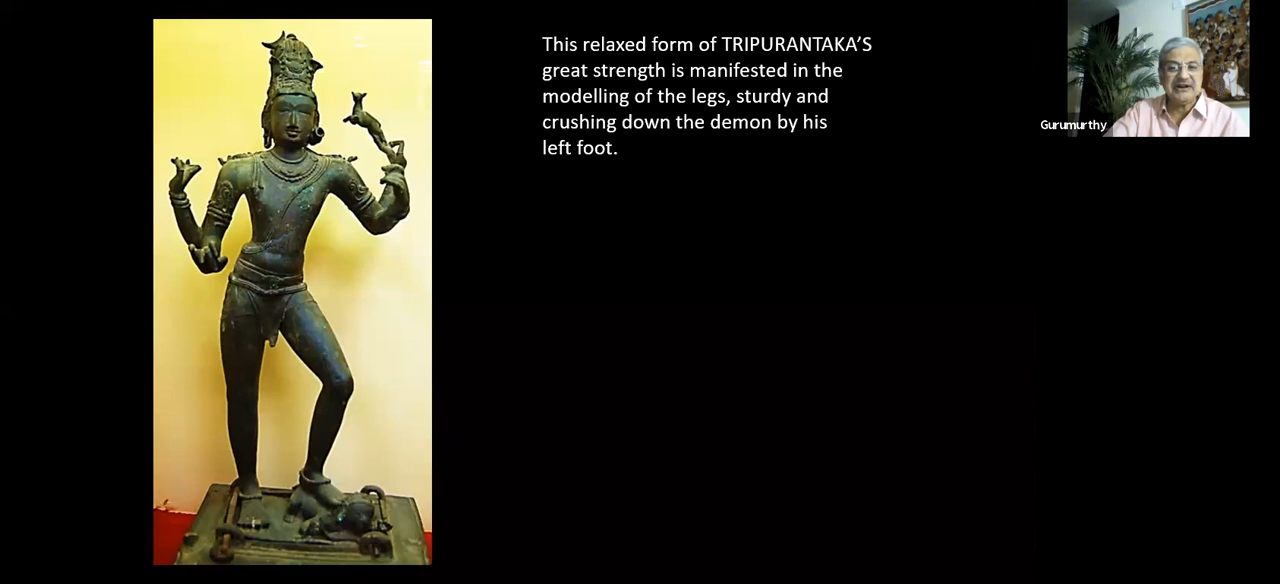 This relaxed form of TRIPURANTAKA’S
great strength is manifested in the
modelling of the legs, sturdy and
crushing down the demon by his
left foot.
Gurumurthy